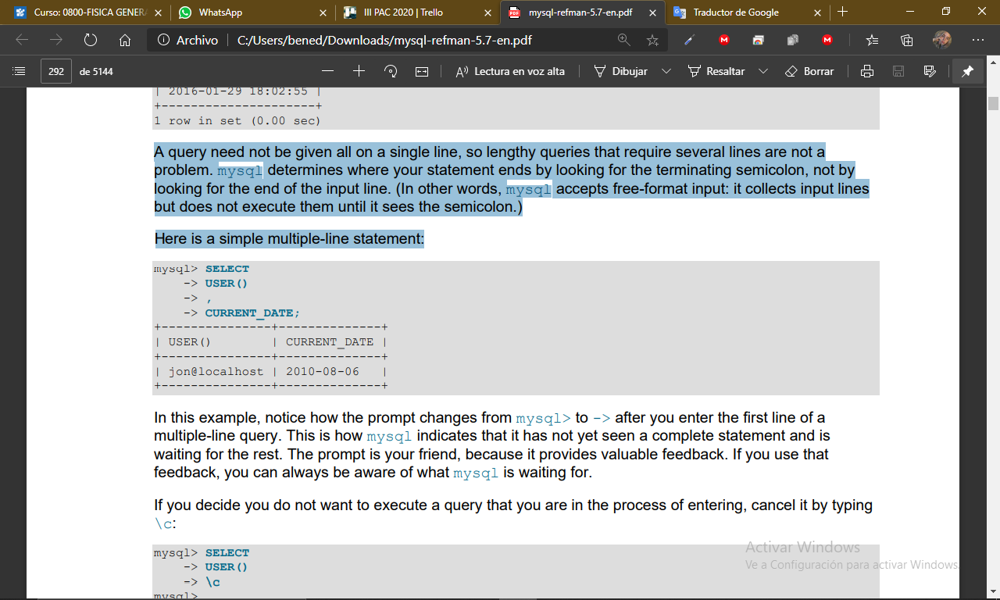 Curso: 0800-FISICA GENER
WhatsApp
III PAC 2020 | Trello
mysql-refman-5.7-en.pdf
Traductor de Google
Archivo
C:/Users/bened/Downloads/mysql-refman-5.7-en.pdf
292
de 5144
Lectura en voz alta
Dibujar
Resaltar
Borrar
| 2016-01-29 18:02:55 |
+---------------------+
1 row in set (0.00 sec)
A query need not be given all on a single line, so lengthy queries that require several lines are not a
problem. mysql determines where your statement ends by looking for the terminating semicolon, not by
looking for the end of the input line. (In other words, mysql accepts free-format input: it collects input lines
but does not execute them until it sees the semicolon.)
Here is a simple multiple-line statement:
mysql> SELECT
-> USER()
-> ,
-> CURRENT_DATE;
+---------------+--------------+
| USER() | CURRENT_DATE |
+---------------+--------------+
| jon@localhost | 2010-08-06 |
+---------------+--------------+
In this example, notice how the prompt changes from mysql> to -> after you enter the first line of a
multiple-line query. This is how mysql indicates that it has not yet seen a complete statement and is
waiting for the rest. The prompt is your friend, because it provides valuable feedback. If you use that
feedback, you can always be aware of what mysql is waiting for.
If you decide you do not want to execute a query that you are in the process of entering, cancel it by typing
\c:
mysql> SELECT
-> USER()
-> \c
mysql>
Activar Windows
Ve a Configuración para activar Windows.